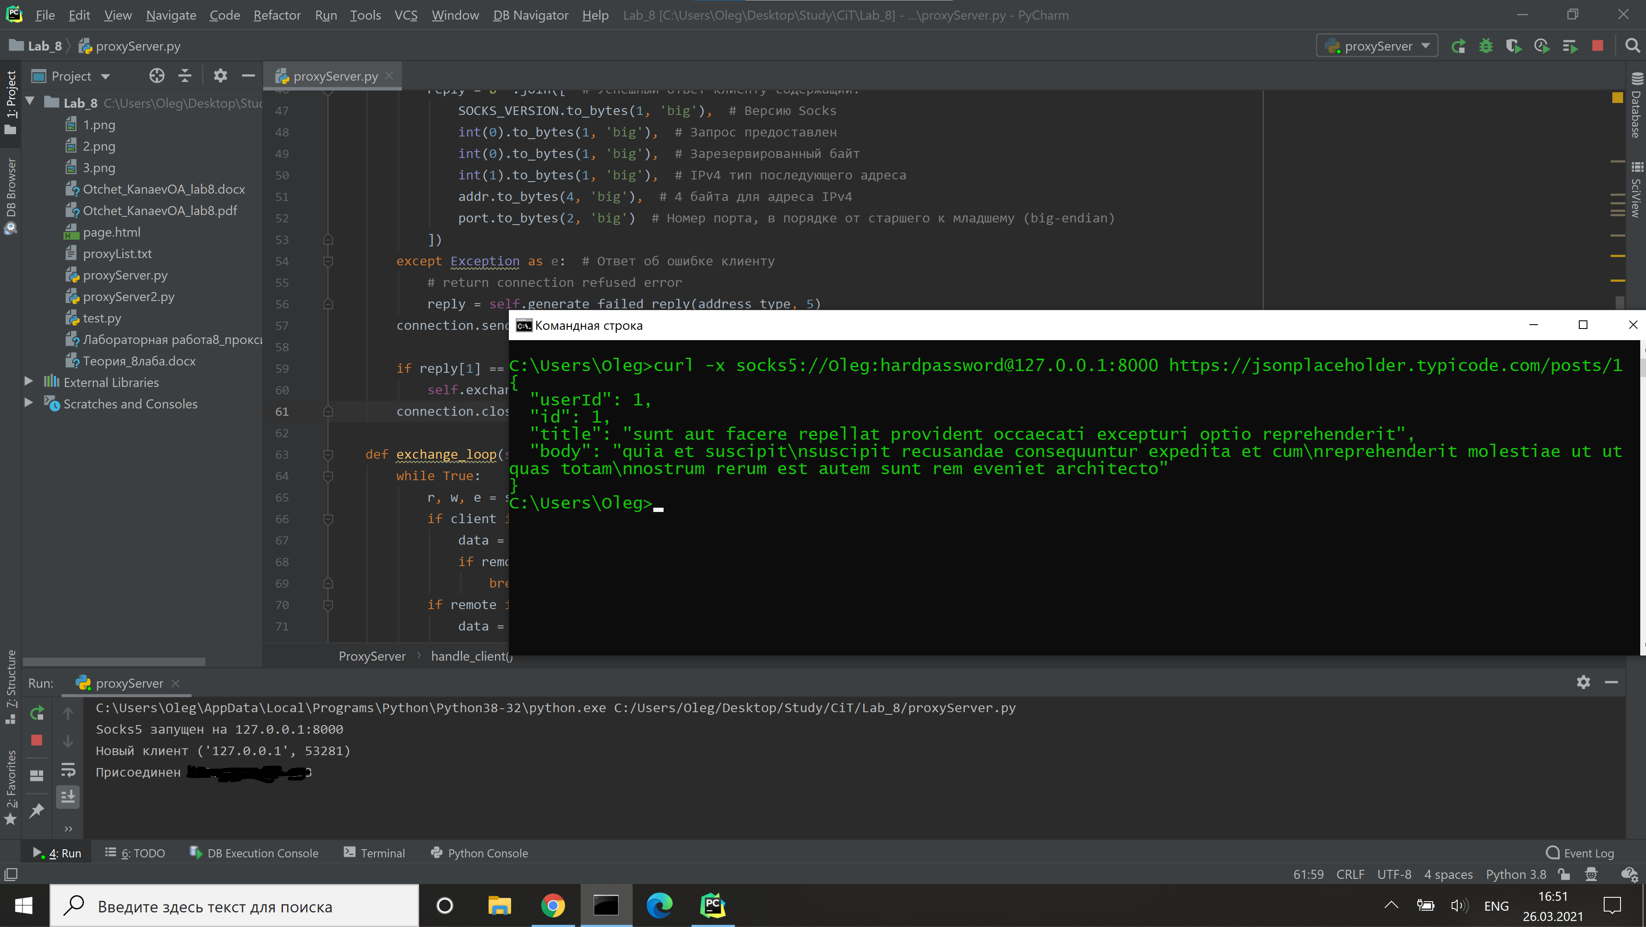 File Edit View Navigate Code Refactor Run Tools VCS Window DB Navigator Help Lab_8 [C:\Users\Oleg\Desktop\Study\CiT\Lab_8] - ...\proxyServer.py - PyCharm
Lab_8 proxyServer.py proxyServer
Project proxyServer.py
1: Project
DB Browser
Z: Structure
2: Favorites
Database
SciView
Lab_8 C:\Users\Oleg\Desktop\Stud
1.png
2.png
3.png
Otchet_KanaevOA_lab8.docx
Otchet_KanaevOA_lab8.pdf
page.html
proxyList.txt
proxyServer.py
proxyServer2.py
test.py
Лабораторная работа8_прокси
Теория_8лаба.docx
External Libraries
Scratches and Consoles
46 reply = b''.join([ # Успешный ответ клиенту содержащий:
47 SOCKS_VERSION.to_bytes(1, 'big'), # Версию Socks
48 int(0).to_bytes(1, 'big'), # Запрос предоставлен
49 int(0).to_bytes(1, 'big'), # Зарезервированный байт
50 int(1).to_bytes(1, 'big'), # IPv4 тип последующего адреса
51 addr.to_bytes(4, 'big'), # 4 байта для адреса IPv4
52 port.to_bytes(2, 'big') # Номер порта, в порядке от старшего к младшему (big-endian)
53 ])
54 except Exception as e: # Ответ об ошибке клиенту
55 # return connection refused error
56 reply = self.generate_failed_reply(address_type, 5)
57 connection.send
58
59 if reply[1] ==
60 self.exchan
61 connection.clos
62
63 def exchange_loop(s
64 while True:
65 r, w, e = s
66 if client i
67 data =
68 if remo
69 bre
70 if remote i
71 data =
ProxyServer handle_client()
Командная строка
C:\Users\Oleg>curl -x socks5://Oleg:hardpassword@127.0.0.1:8000 https://jsonplaceholder.typicode.com/posts/1
{
"userId": 1,
"id": 1,
"title": "sunt aut facere repellat provident occaecati excepturi optio reprehenderit",
"body": "quia et suscipit\nsuscipit recusandae consequuntur expedita et cum\nreprehenderit molestiae ut ut
quas totam\nnostrum rerum est autem sunt rem eveniet architecto"
}
C:\Users\Oleg>
Run: proxyServer
C:\Users\Oleg\AppData\Local\Programs\Python\Python38-32\python.exe C:/Users/Oleg/Desktop/Study/CiT/Lab_8/proxyServer.py
Socks5 запущен на 127.0.0.1:8000
Новый клиент ('127.0.0.1', 53281)
Присоединен
4: Run 6: TODO DB Execution Console Terminal Python Console Event Log
61:59 CRLF UTF-8 4 spaces Python 3.8
Введите здесь текст для поиска
ENG
16:51
26.03.2021